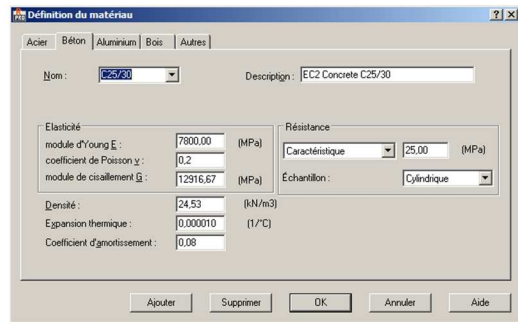 Définition du matériau
Acier Béton Aluminium Bois Autres
Nom : C25/30 Description : EC2 Concrete C25/30
Elasticité
module d'Young E : 7800,00 (MPa)
coefficient de Poisson v : 0,2
module de cisaillement G : 12916,67 (MPa)
Résistance
Caractéristique 25,00 (MPa)
Échantillon : Cylindrique
Densité : 24,53 (kN/m3)
Expansion thermique : 0,000010 (1/°C)
Coefficient d'amortissement : 0,08
Ajouter Supprimer OK Annuler Aide